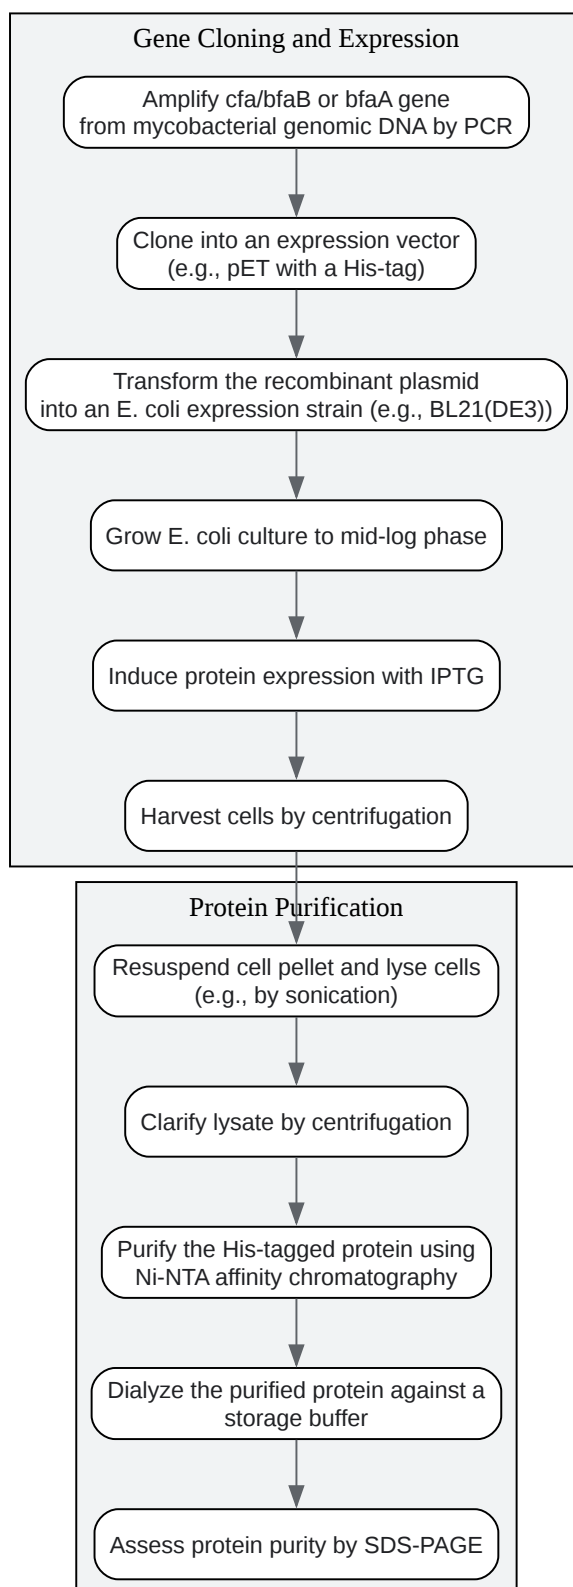 Gene Cloning and Expression
Amplify cfa/bfaB or bfaA gene
from mycobacterial genomic DNA by PCR
Clone into an expression vector
(e.g., pET with a His-tag)
Transform the recombinant plasmid
into an E. coli expression strain (e.g., BL21(DE3))
Grow E. coli culture to mid-log phase
Induce protein expression with IPTG
Harvest cells by centrifugation
Protein Purification
Resuspend cell pellet and lyse cells
(e.g., by sonication)
Clarify lysate by centrifugation
Purify the His-tagged protein using
Ni-NTA affinity chromatography
Dialyze the purified protein against a
storage buffer
Assess protein purity by SDS-PAGE